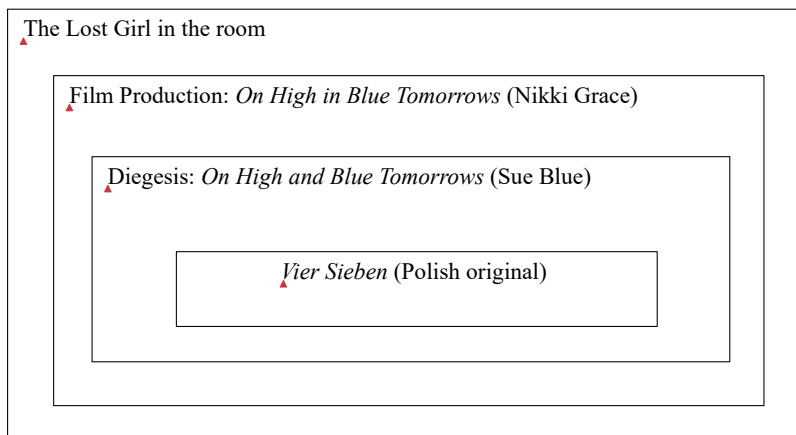 The Lost Girl in the room
Film Production: On High in Blue Tomorrows (Nikki Grace)
Diegesis: On High and Blue Tomorrows (Sue Blue)
Vier Sieben (Polish original)